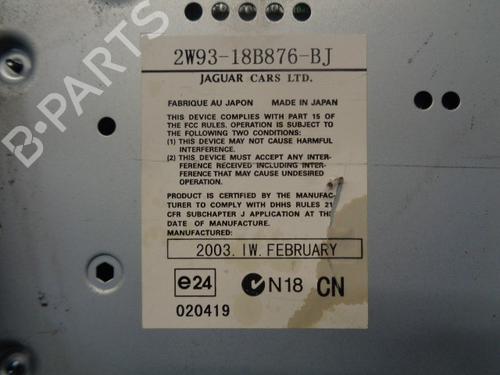 2W93-18B876-BJ
JAGUAR CARS LTD.
FABRIQUE AU JAPON MADE IN JAPAN
THIS DEVICE COMPLIES WITH PART 15 OF
THE FCC RULES. OPERATION IS SUBJECT TO
THE FOLLOWING TWO CONDITIONS:
(1) THIS DEVICE MAY NOT CAUSE HARMFUL
INTERFERENCE.
(2) THIS DEVICE MUST ACCEPT ANY INTER-
FERENCE RECEIVED INCLUDING INTER-
FERENCE THAT MAY CAUSE UNDESIRED
OPERATION.
PRODUCT IS CERTIFIED BY THE MANUFAC-
TURER TO COMPLY WITH DHHS RULES 21
CFR SUBCHAPTER J APPLICATION AT THE
DATE OF MANUFACTURE.
MANUFACTURED:
2003. IW. FEBRUARY
e24 N18 CN
020419
B-PARTS